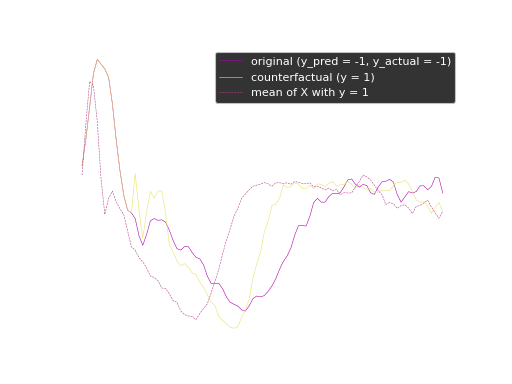 original (y_pred = -1, y_actual = -1)
counterfactual (y = 1)
mean of X with y = 1